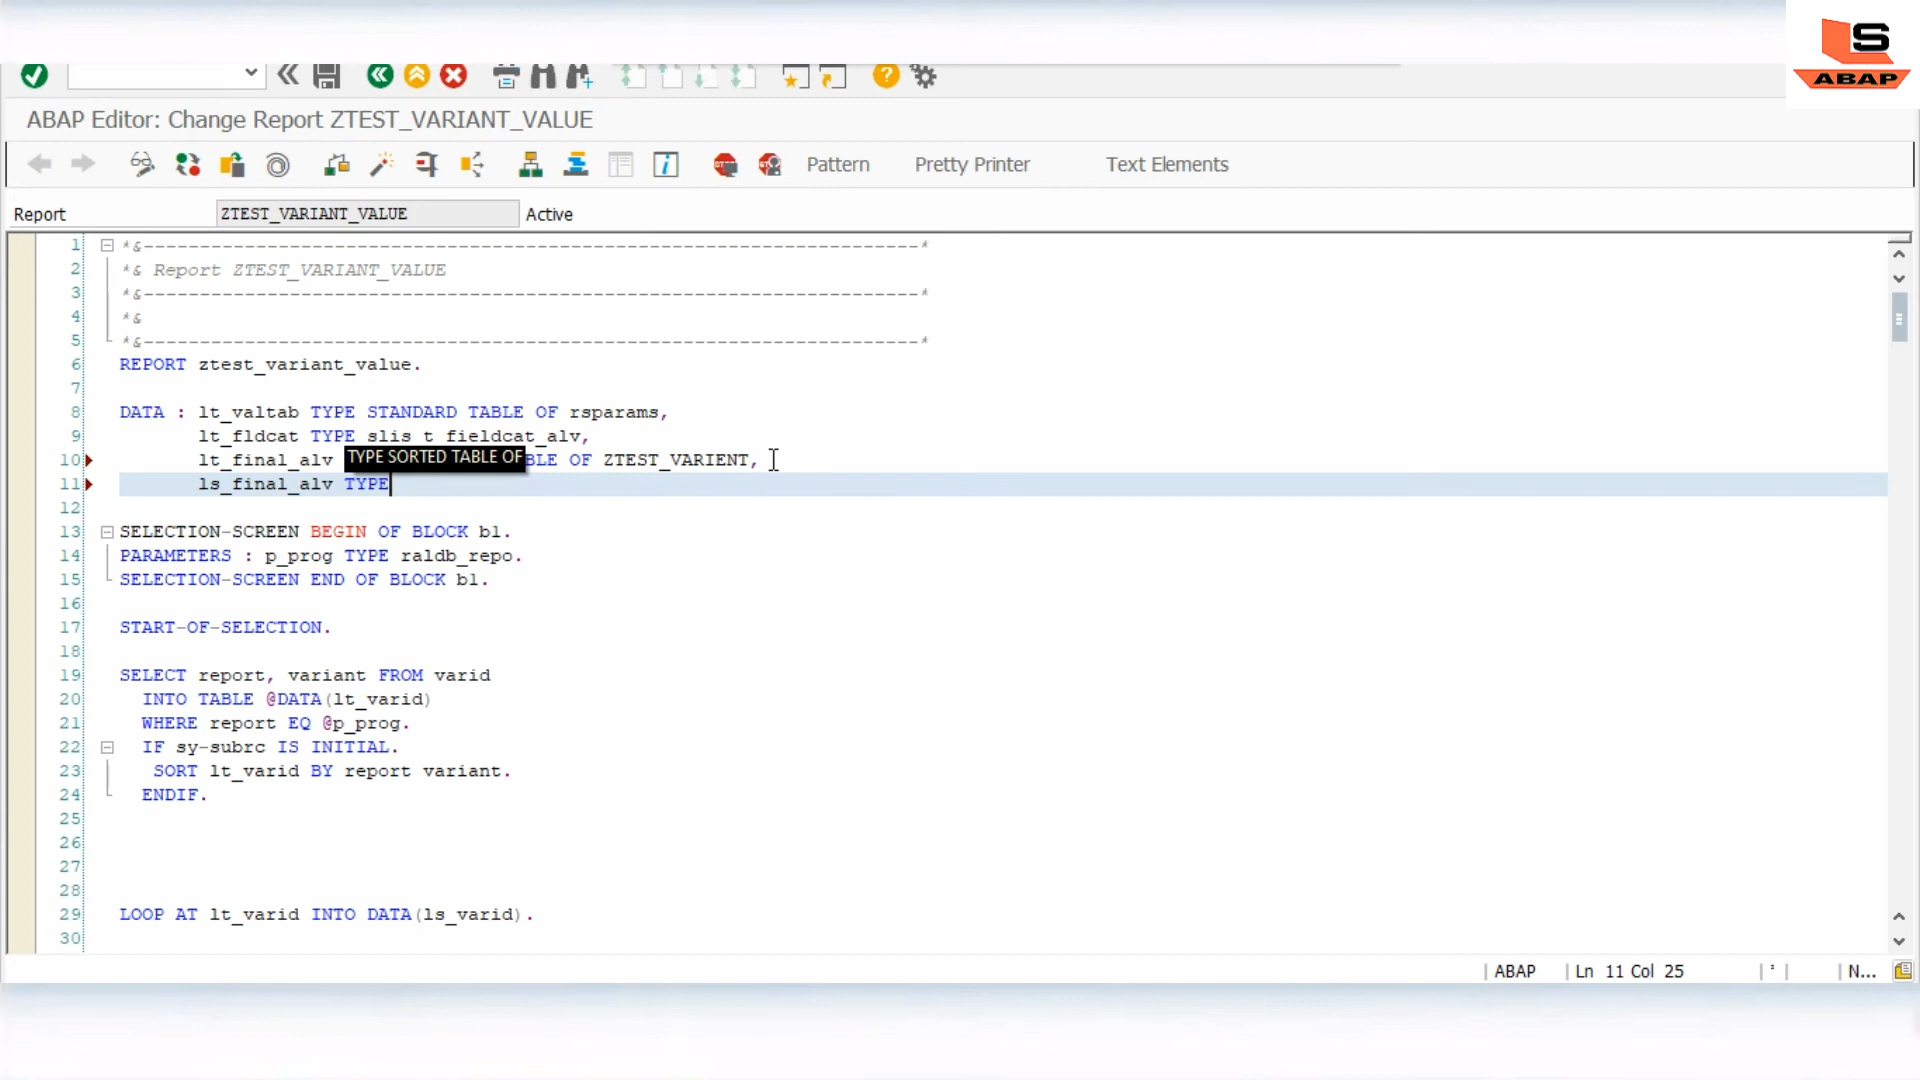 S
ABAP
ABAP Editor: Change Report ZTEST_VARIANT_VALUE
Pattern Pretty Printer Text Elements
Report ZTEST_VARIANT_VALUE Active
1 *&---------------------------------------------------------------------*
2 *& Report ZTEST_VARIANT_VALUE
3 *&---------------------------------------------------------------------*
4 *&
5 *&---------------------------------------------------------------------*
6 REPORT ztest_variant_value.
7
8 DATA : lt_valtab TYPE STANDARD TABLE OF rsparams,
9 lt_fldcat TYPE slis_t_fieldcat_alv,
10 lt_final_alv TYPE SORTED TABLE OF BLE OF ZTEST_VARIENT,
11 ls_final_alv TYPE
12
13 SELECTION-SCREEN BEGIN OF BLOCK b1.
14 PARAMETERS : p_prog TYPE raldb_repo.
15 SELECTION-SCREEN END OF BLOCK b1.
16
17 START-OF-SELECTION.
18
19 SELECT report, variant FROM varid
20 INTO TABLE @DATA(lt_varid)
21 WHERE report EQ @p_prog.
22 IF sy-subrc IS INITIAL.
23 SORT lt_varid BY report variant.
24 ENDIF.
25
26
27
28
29 LOOP AT lt_varid INTO DATA(ls_varid).
30
ABAP Ln 11 Col 25 N...